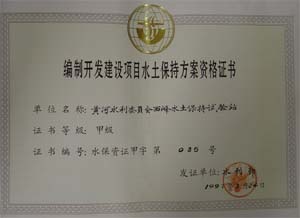 编制开发建设项目水土保持方案资格证书
单位名称:黄河水利委员会西峰水土保持试验站
证书等级:甲级
证书编号:水保资证甲字第 025 号
发证单位:水利部